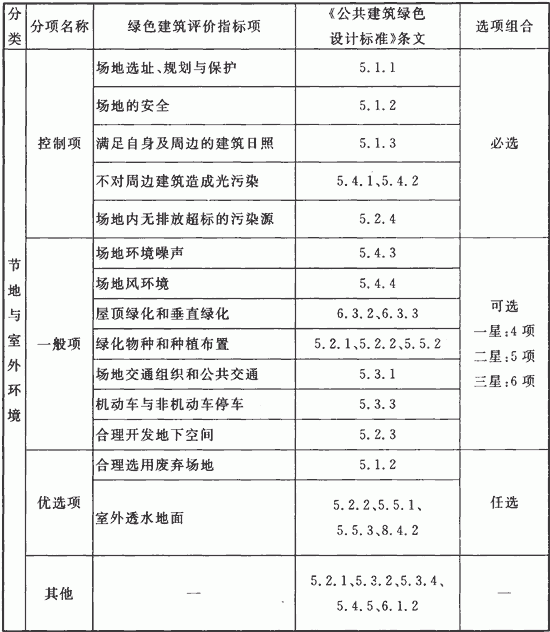 分类 分项名称 绿色建筑评价指标项 《公共建筑绿色设计标准》条文 选项组合
节地与室外环境
控制项
场地选址、规划与保护 5.1.1
场地的安全 5.1.2
满足自身及周边的建筑日照 5.1.3
不对周边建筑造成光污染 5.4.1、5.4.2
场地内无排放超标的污染源 5.2.4
必选
一般项
场地环境噪声 5.4.3
场地风环境 5.4.4
屋顶绿化和垂直绿化 6.3.2、6.3.3
绿化物种和种植布置 5.2.1、5.2.2、5.5.2
场地交通组织和公共交通 5.3.1
机动车与非机动车停车 5.3.3
合理开发地下空间 5.2.3
可选
一星:4项
二星:5项
三星:6项
优选项
合理选用废弃场地 5.1.2
室外透水地面 5.2.2、5.5.1、
5.5.3、8.4.2
任选
其他 — 5.2.1、5.3.2、5.3.4、
5.4.5、6.1.2 —